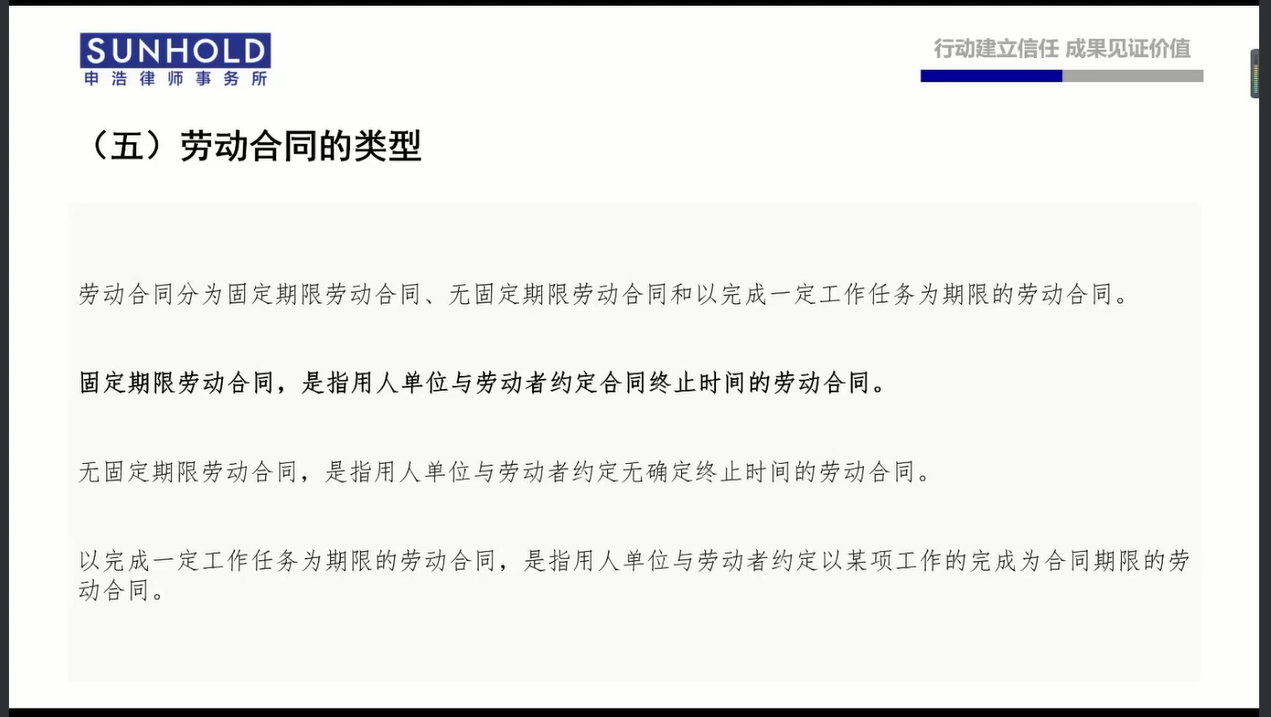 SUNHOLD
申浩律师事务所
行动建立信任 成果见证价值
（五）劳动合同的类型
劳动合同分为固定期限劳动合同、无固定期限劳动合同和以完成一定工作任务为期限的劳动合同。
固定期限劳动合同，是指用人单位与劳动者约定合同终止时间的劳动合同。
无固定期限劳动合同，是指用人单位与劳动者约定无确定终止时间的劳动合同。
以完成一定工作任务为期限的劳动合同，是指用人单位与劳动者约定以某项工作的完成为合同期限的劳
动合同。